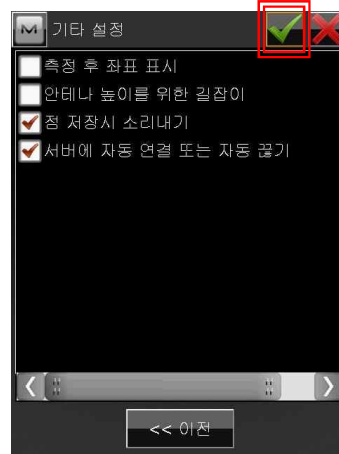 기타 설정
측정 후 좌표 표시
안테나 높이를 위한 길잡이
점 저장시 소리내기
서버에 자동 연결 또는 자동 끊기
<< 이전